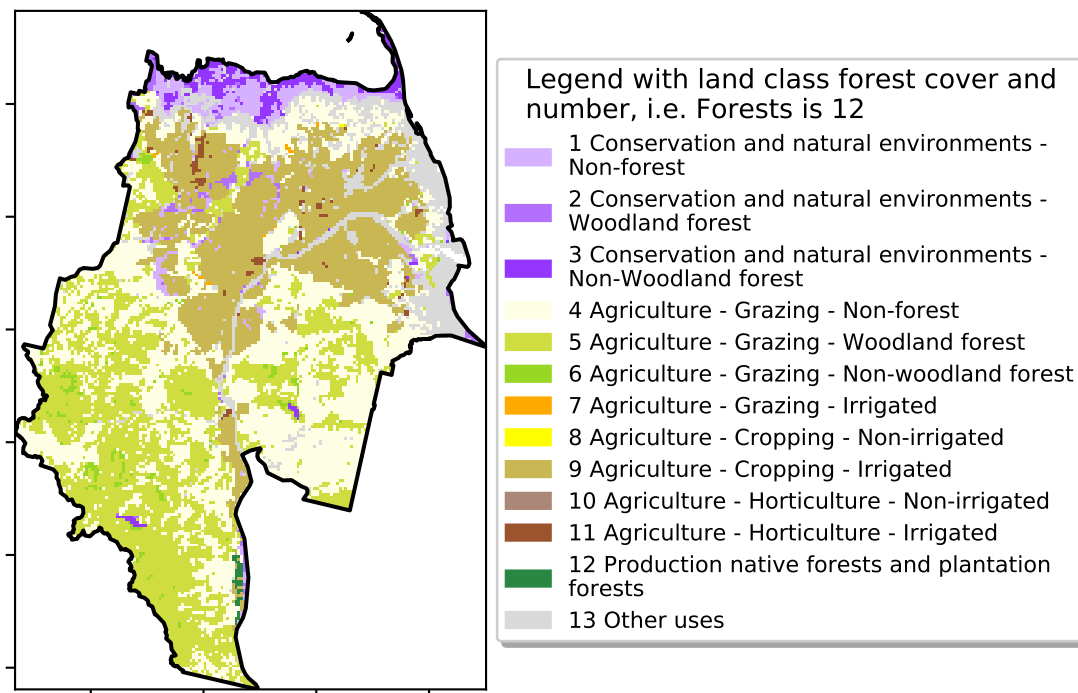 Legend with land class forest cover and
number, i.e. Forests is 12
1 Conservation and natural environments -
Non-forest
2 Conservation and natural environments -
Woodland forest
3 Conservation and natural environments -
Non-Woodland forest
4 Agriculture - Grazing - Non-forest
5 Agriculture - Grazing - Woodland forest
6 Agriculture - Grazing - Non-woodland forest
7 Agriculture - Grazing - Irrigated
8 Agriculture - Cropping - Non-irrigated
9 Agriculture - Cropping - Irrigated
10 Agriculture - Horticulture - Non-irrigated
11 Agriculture - Horticulture - Irrigated
12 Production native forests and plantation
forests
13 Other uses